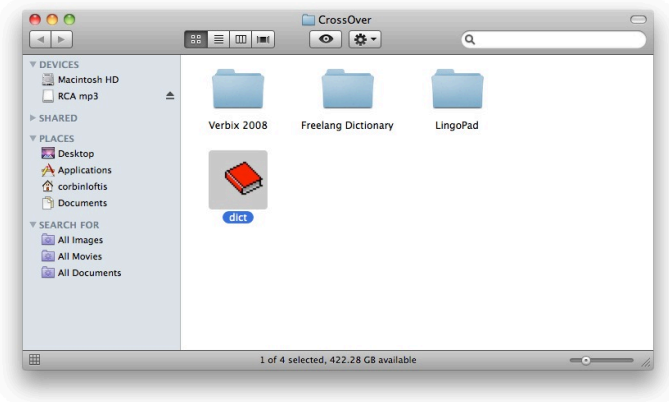 CrossOver
DEVICES
Macintosh HD
RCA mp3
SHARED
PLACES
Desktop
Applications
corbinloftis
Documents
SEARCH FOR
All Images
All Movies
All Documents
Verbix 2008 Freelang Dictionary LingoPad
dict
1 of 4 selected, 422.28 GB available